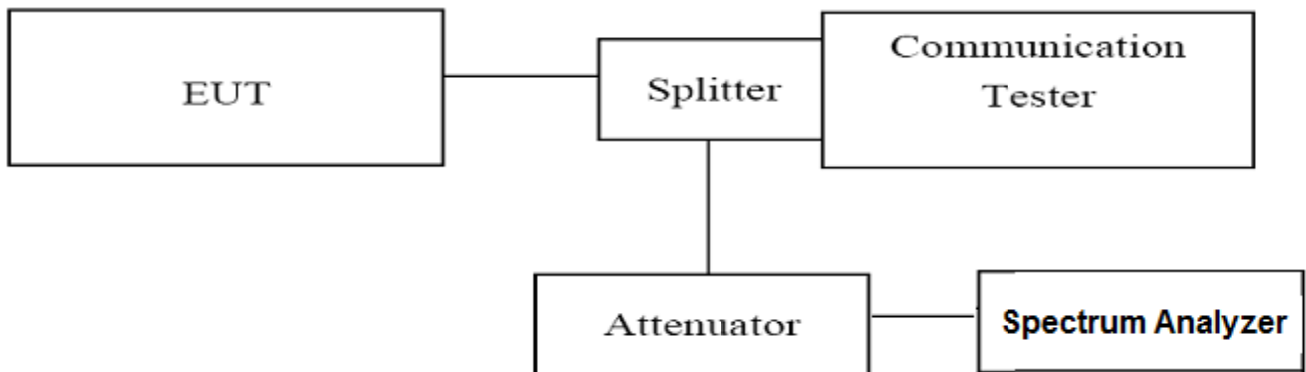 EUT
Splitter
Communication
Tester
Attenuator
Spectrum Analyzer